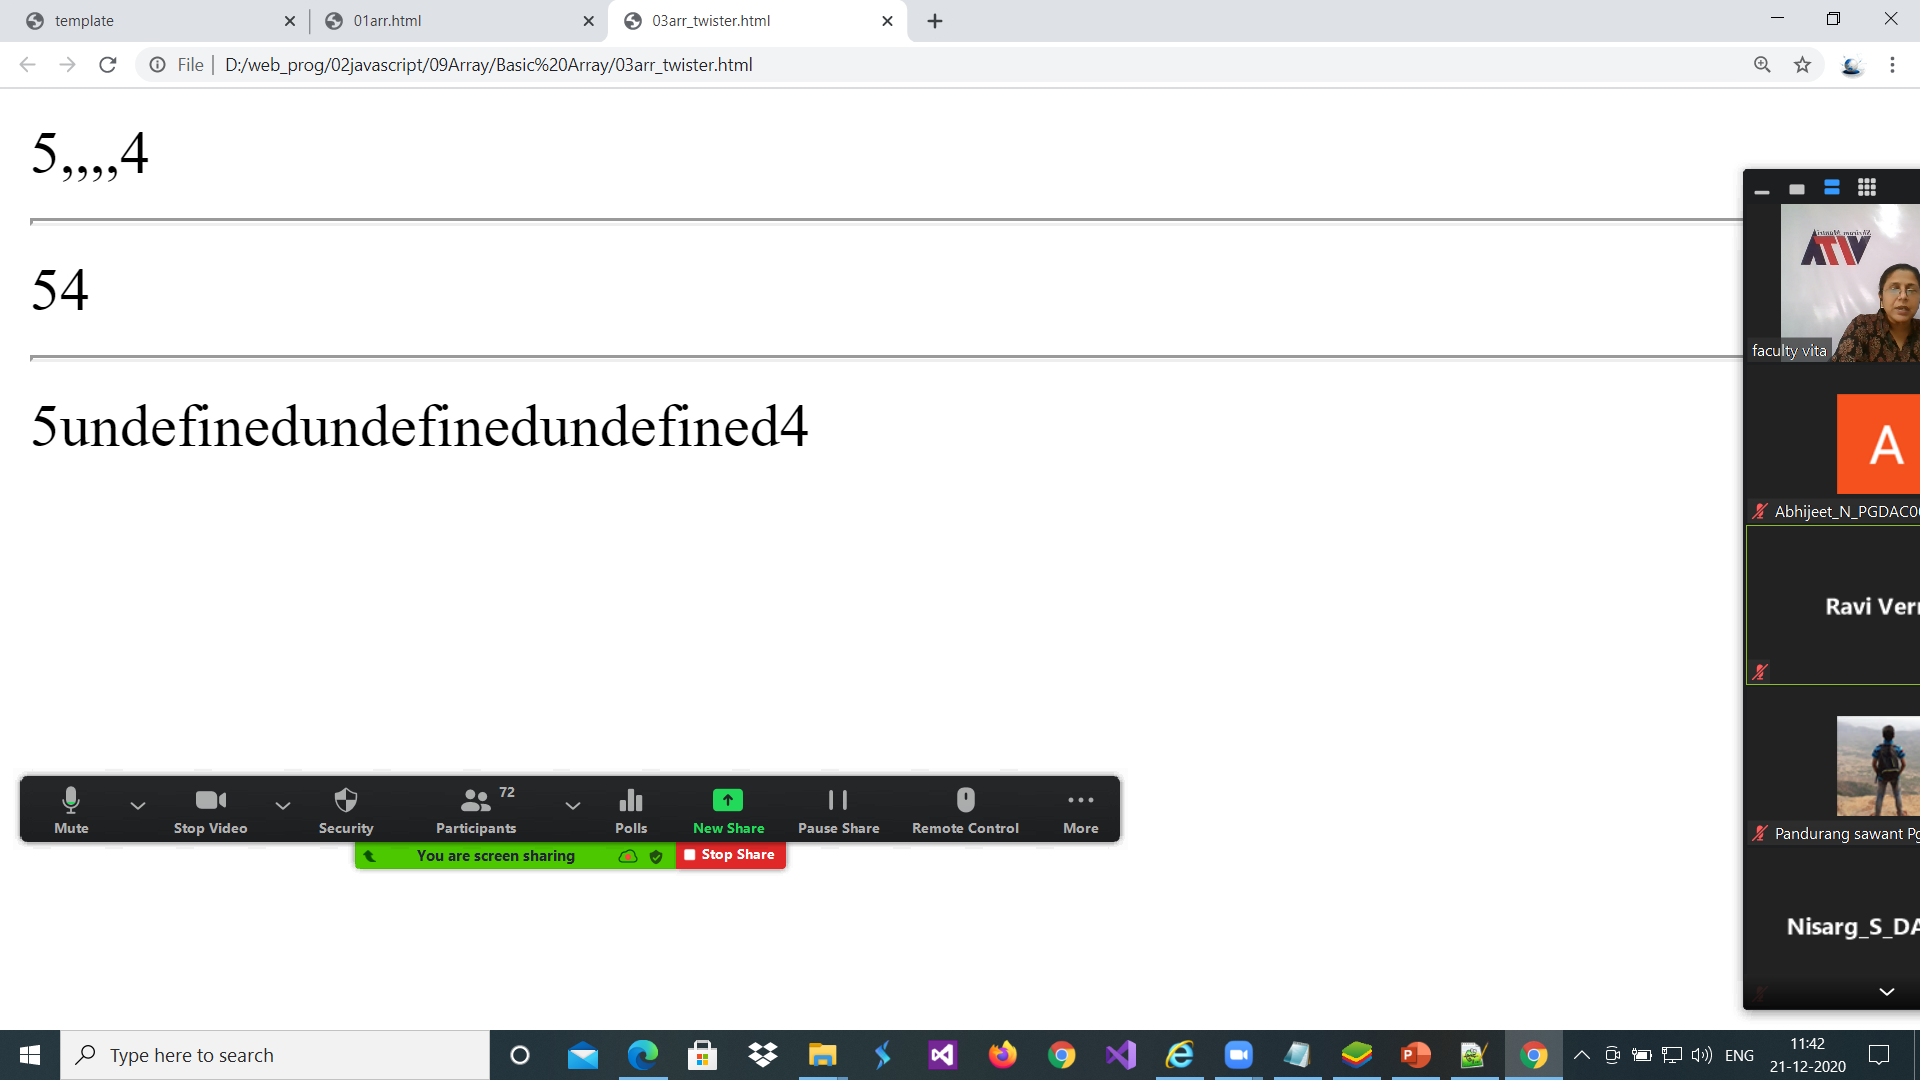 template
01arr.html
03arr_twister.html
File
D:/web_prog/02javascript/09Array/Basic%20Array/03arr_twister.html
5,,,,4
54
5undefinedundefinedundefined4
faculty vita
A
Abhijeet_N_PGDAC0
Ravi Ver
Pandurang sawant Pg
Nisarg_S_DA
Mute
Stop Video
Security
Participants 72
Polls
New Share
Pause Share
Remote Control
More
You are screen sharing
Stop Share
Type here to search
ENG
11:42
21-12-2020